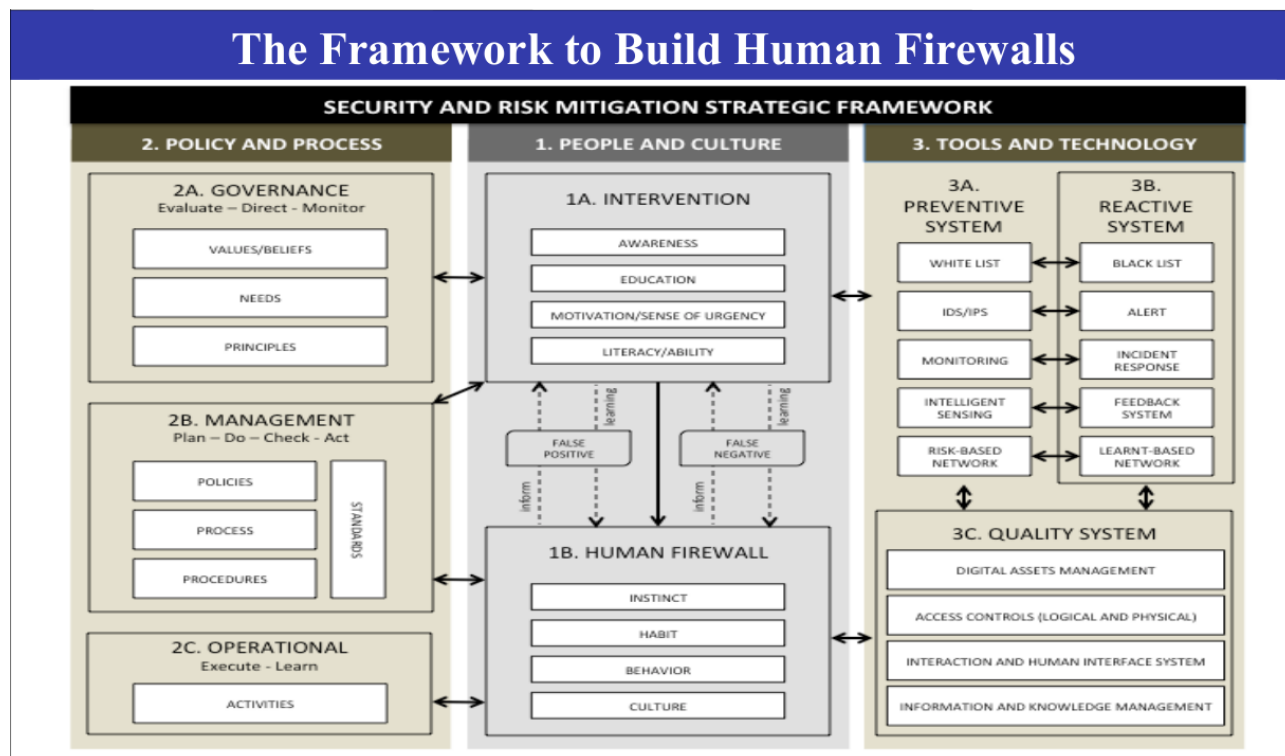 The Framework to Build Human Firewalls
SECURITY AND RISK MITIGATION STRATEGIC FRAMEWORK
2. POLICY AND PROCESS
2A. GOVERNANCE
Evaluate – Direct - Monitor
VALUES/BELIEFS
NEEDS
PRINCIPLES
2B. MANAGEMENT
Plan – Do – Check - Act
POLICIES
PROCESS
PROCEDURES
STANDARDS
2C. OPERATIONAL
Execute - Learn
ACTIVITIES
1. PEOPLE AND CULTURE
1A. INTERVENTION
AWARENESS
EDUCATION
MOTIVATION/SENSE OF URGENCY
LITERACY/ABILITY
learning
learning
FALSE
POSITIVE
FALSE
NEGATIVE
inform
inform
1B. HUMAN FIREWALL
INSTINCT
HABIT
BEHAVIOR
CULTURE
3. TOOLS AND TECHNOLOGY
3A.
PREVENTIVE
SYSTEM
WHITE LIST
IDS/IPS
MONITORING
INTELLIGENT
SENSING
RISK-BASED
NETWORK
3B.
REACTIVE
SYSTEM
BLACK LIST
ALERT
INCIDENT
RESPONSE
FEEDBACK
SYSTEM
LEARNT-BASED
NETWORK
3C. QUALITY SYSTEM
DIGITAL ASSETS MANAGEMENT
ACCESS CONTROLS (LOGICAL AND PHYSICAL)
INTERACTION AND HUMAN INTERFACE SYSTEM
INFORMATION AND KNOWLEDGE MANAGEMENT